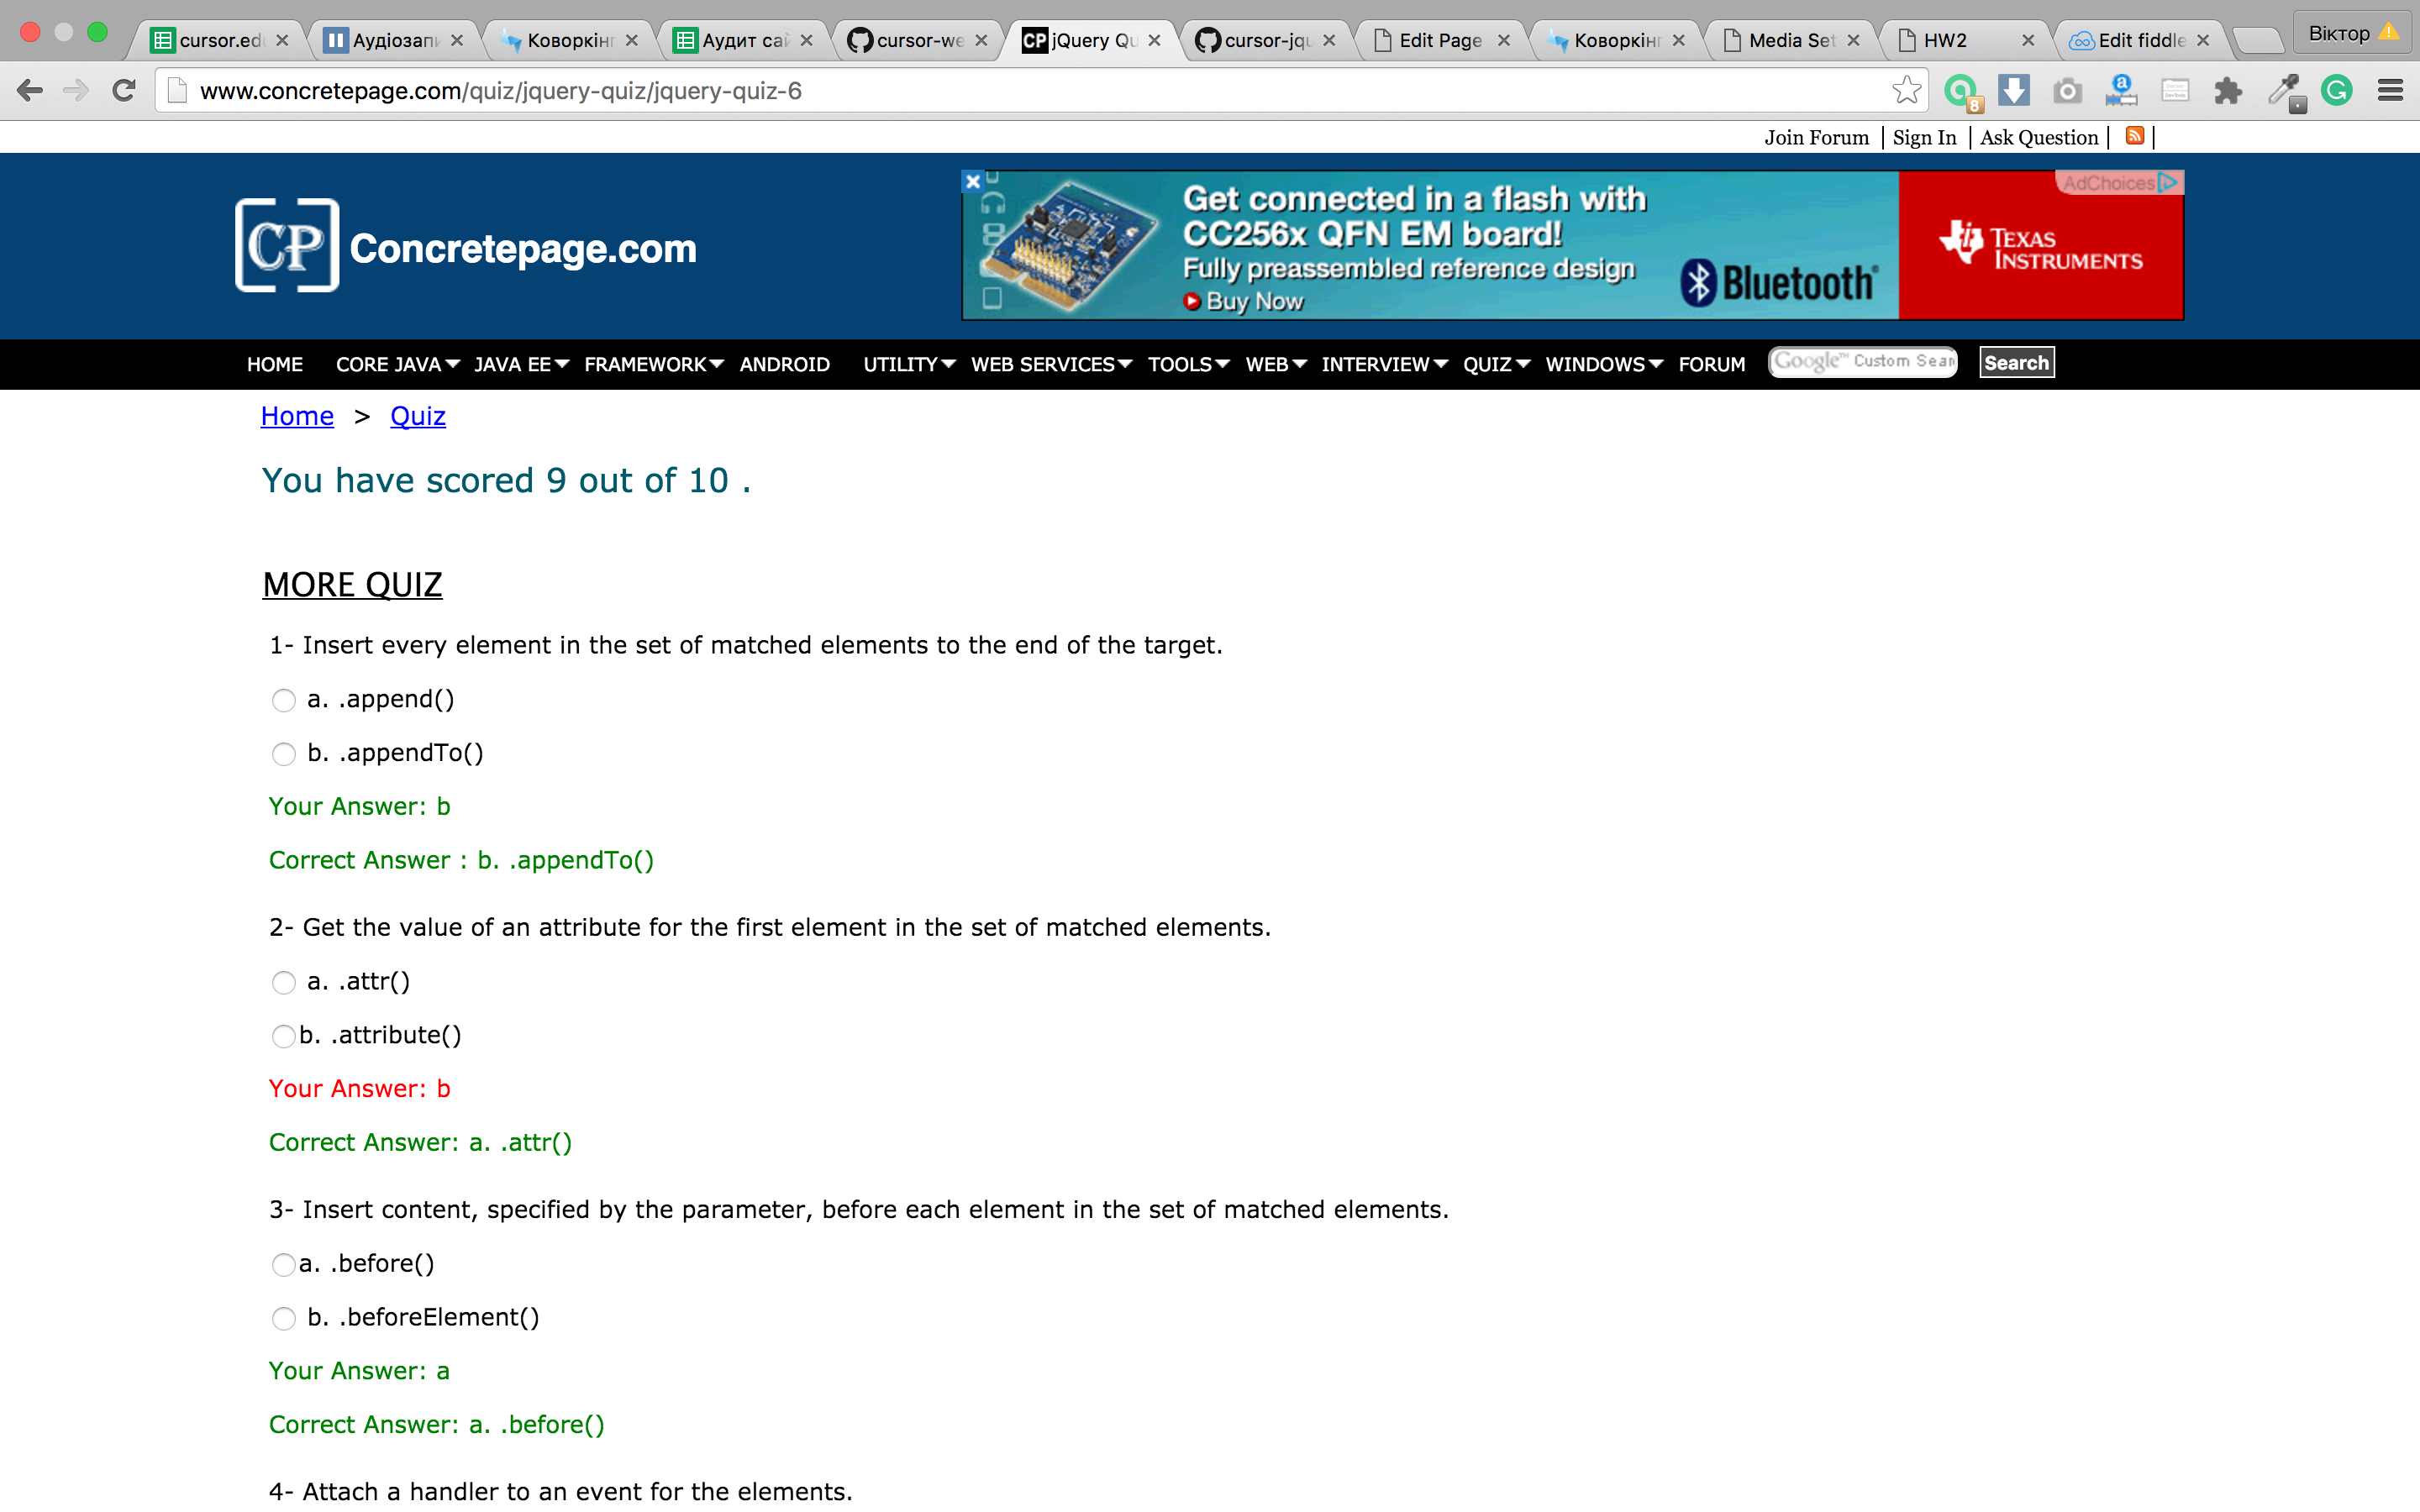 cursor.ed
Аудіозапи
Коворкінг
Аудит сай
cursor-we
jQuery Qu
cursor-jqu
Edit Page
Коворкінг
Media Set
HW2
Edit fiddle
Віктор
www.concretepage.com/quiz/jquery-quiz/jquery-quiz-6
8
Join Forum | Sign In | Ask Question |
CP Concretepage.com
Get connected in a flash with
CC256x QFN EM board!
Fully preassembled reference design
Buy Now
Bluetooth
AdChoices
TEXAS
INSTRUMENTS
HOME CORE JAVA JAVA EE FRAMEWORK ANDROID UTILITY WEB SERVICES TOOLS WEB INTERVIEW QUIZ WINDOWS FORUM Google™ Custom Sear Search
Home > Quiz
You have scored 9 out of 10 .
MORE QUIZ
1- Insert every element in the set of matched elements to the end of the target.
a. .append()
b. .appendTo()
Your Answer: b
Correct Answer : b. .appendTo()
2- Get the value of an attribute for the first element in the set of matched elements.
a. .attr()
b. .attribute()
Your Answer: b
Correct Answer: a. .attr()
3- Insert content, specified by the parameter, before each element in the set of matched elements.
a. .before()
b. .beforeElement()
Your Answer: a
Correct Answer: a. .before()
4- Attach a handler to an event for the elements.